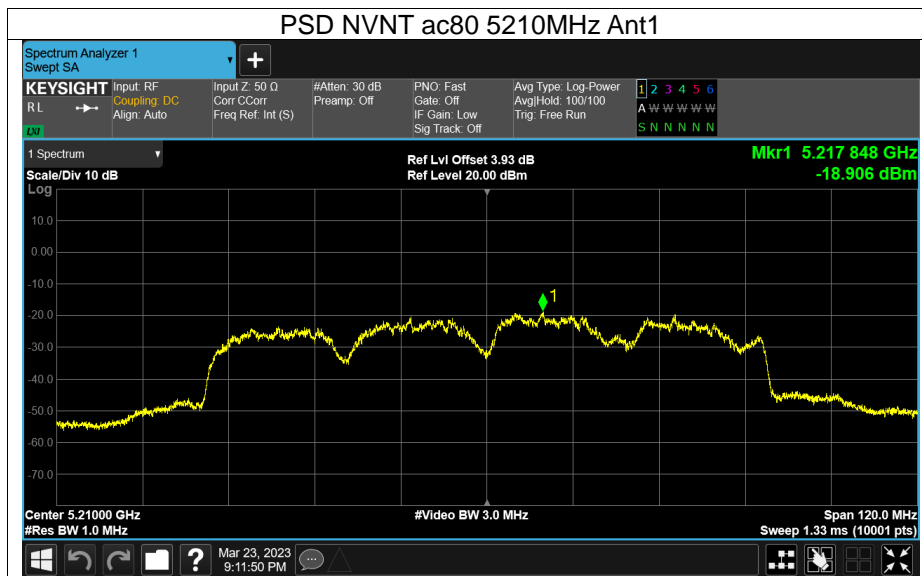 PSD NVNT ac80 5210MHz Ant1
Spectrum Analyzer 1
Swept SA
+
KEYSIGHT
R L
LXI
Input: RF
Coupling: DC
Align: Auto
Input Z: 50 Ω
Corr CCorr
Freq Ref: Int (S)
#Atten: 30 dB
Preamp: Off
PNO: Fast
Gate: Off
IF Gain: Low
Sig Track: Off
Avg Type: Log-Power
Avg|Hold: 100/100
Trig: Free Run
1 2 3 4 5 6
A W W W W W
S N N N N N
1 Spectrum
Scale/Div 10 dB
Log
Ref Lvl Offset 3.93 dB
Ref Level 20.00 dBm
Mkr1 5.217 848 GHz
-18.906 dBm
10.0
0.00
-10.0
-20.0
-30.0
-40.0
-50.0
-60.0
-70.0
1
Center 5.21000 GHz
#Res BW 1.0 MHz
#Video BW 3.0 MHz
Span 120.0 MHz
Sweep 1.33 ms (10001 pts)
?
Mar 23, 2023
9:11:50 PM